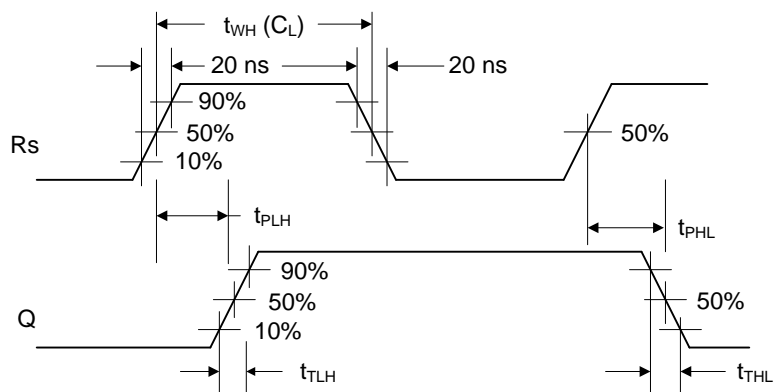 tWH (CL)
20 ns 20 ns
90%
Rs 50% 50%
10%
tPLH tPHL
90%
Q 50% 50%
10%
tTLH tTHL